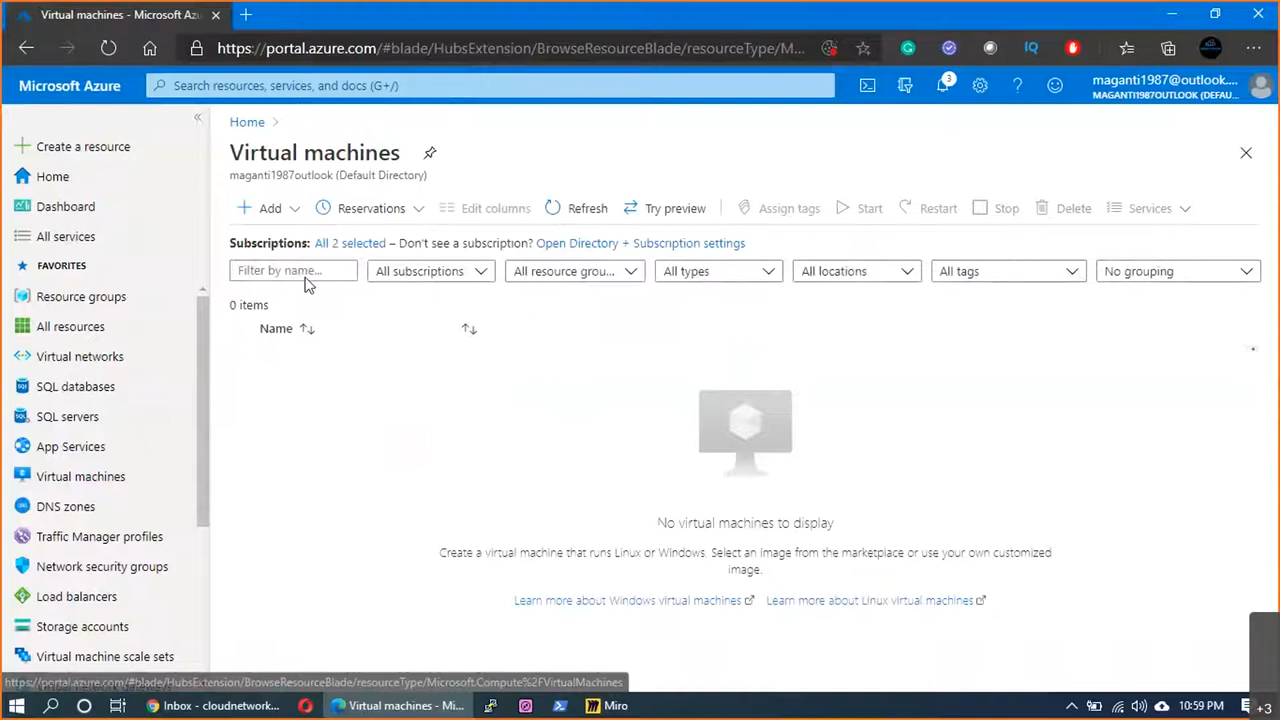 Virtual machines - Microsoft Az
https://portal.azure.com/#blade/HubsExtension/BrowseResourceBlade/resourceType/M...
IQ
Microsoft Azure
Search resources, services, and docs (G+/)
3
maganti1987@outlook....
MAGANTI1987OUTLOOK (DEFAU...
Create a resource
Home
Dashboard
All services
FAVORITES
Resource groups
All resources
Virtual networks
SQL databases
SQL servers
App Services
Virtual machines
DNS zones
Traffic Manager profiles
Network security groups
Load balancers
Storage accounts
Virtual machine scale sets
Home
Virtual machines
maganti1987outlook (Default Directory)
Add Reservations Edit columns Refresh Try preview Assign tags Start Restart Stop Delete Services
Subscriptions: All 2 selected – Don't see a subscription? Open Directory + Subscription settings
Filter by name... All subscriptions All resource grou... All types All locations All tags No grouping
0 items
Name
No virtual machines to display
Create a virtual machine that runs Linux or Windows. Select an image from the marketplace or use your own customized
image.
Learn more about Windows virtual machines Learn more about Linux virtual machines
https://portal.azure.com/#blade/HubsExtension/BrowseResourceBlade/resourceType/Microsoft.Compute%2FVirtualMachines
Inbox - cloudnetwork... Virtual machines - Mi... Miro 10:59 PM +3